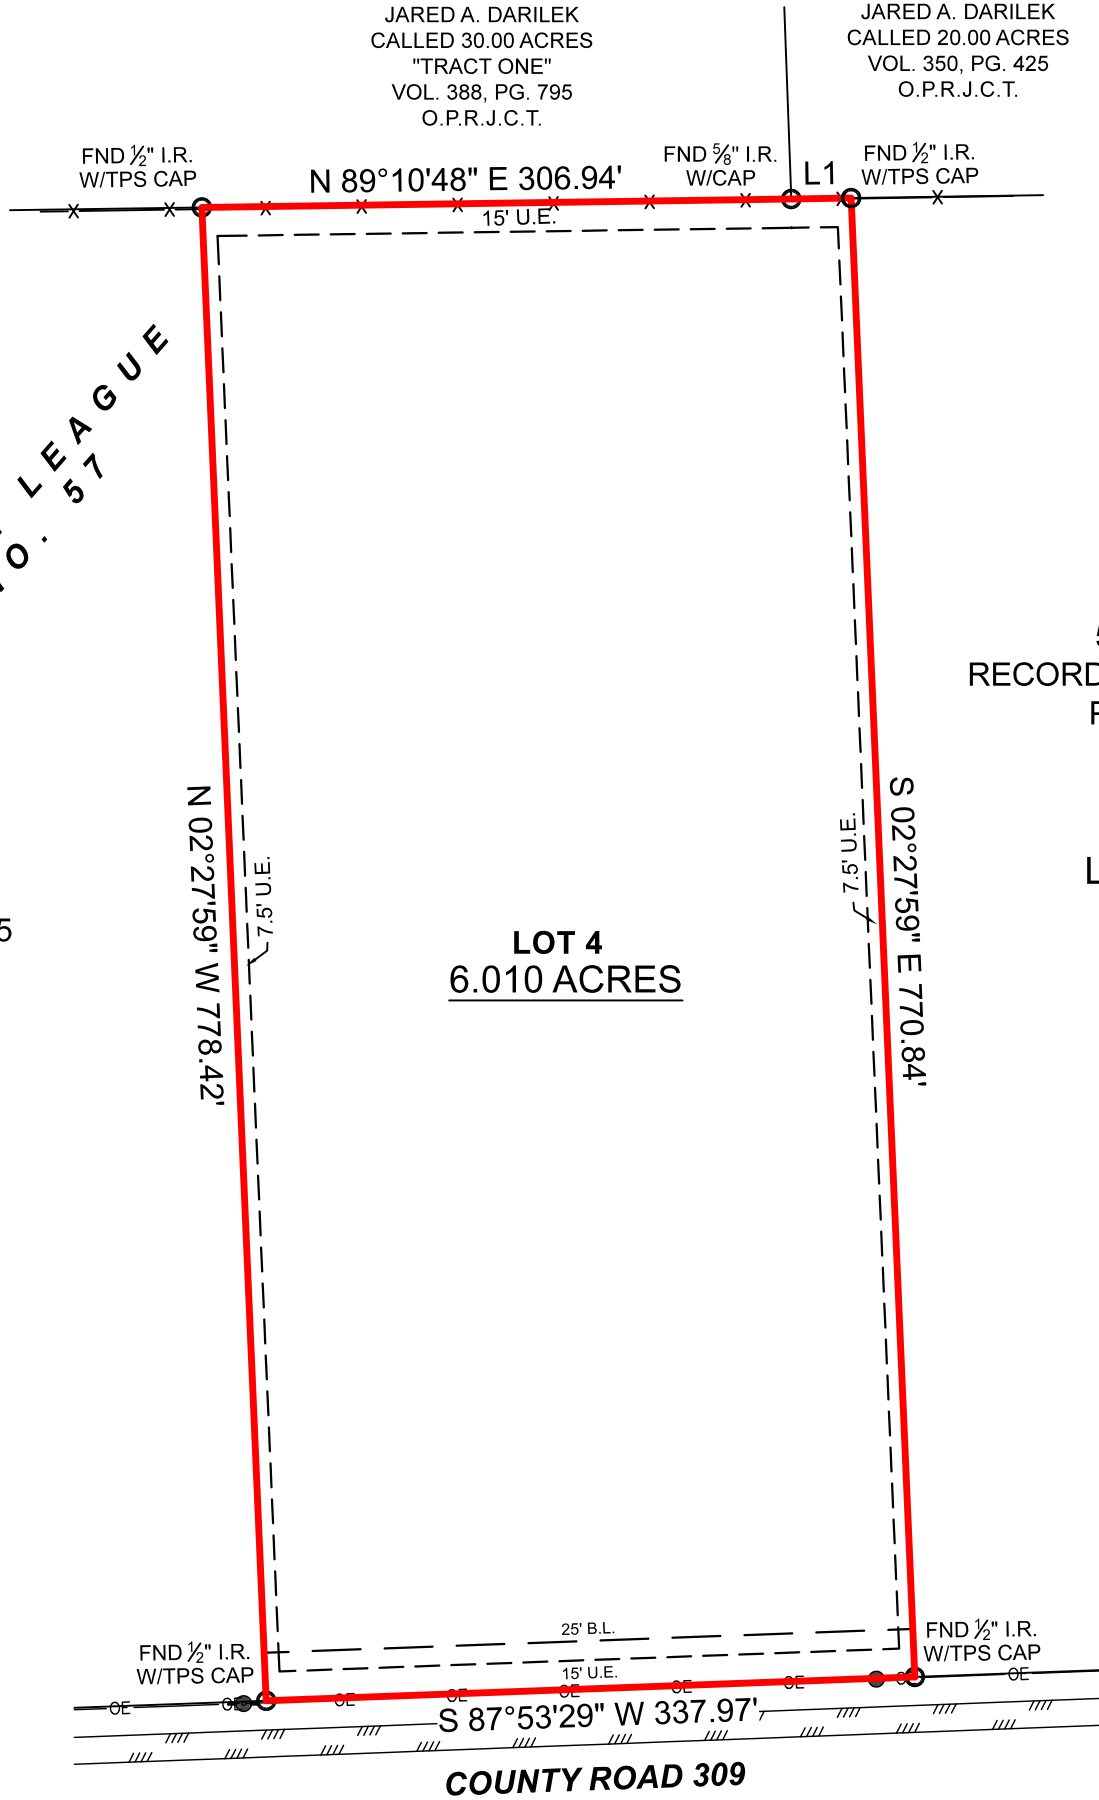 JARED A. DARILEK
CALLED 30.00 ACRES
"TRACT ONE"
VOL. 388, PG. 795
O.P.R.J.C.T.
JARED A. DARILEK
CALLED 20.00 ACRES
VOL. 350, PG. 425
O.P.R.J.C.T.
FND ½" I.R.
W/TPS CAP
N 89°10'48" E 306.94'
FND ⅝" I.R.
W/CAP
L1
FND ½" I.R.
W/TPS CAP
15' U.E.
LEAGUE
O. 57
RECORD
N 02°27'59" W 778.42'
7.5' U.E.
7.5' U.E.
S 02°27'59" E 770.84'
L
5
LOT 4
6.010 ACRES
25' B.L.
15' U.E.
FND ½" I.R.
W/TPS CAP
FND ½" I.R.
W/TPS CAP
OE OE OE OE OE OE OE OE OE
S 87°53'29" W 337.97'
COUNTY ROAD 309